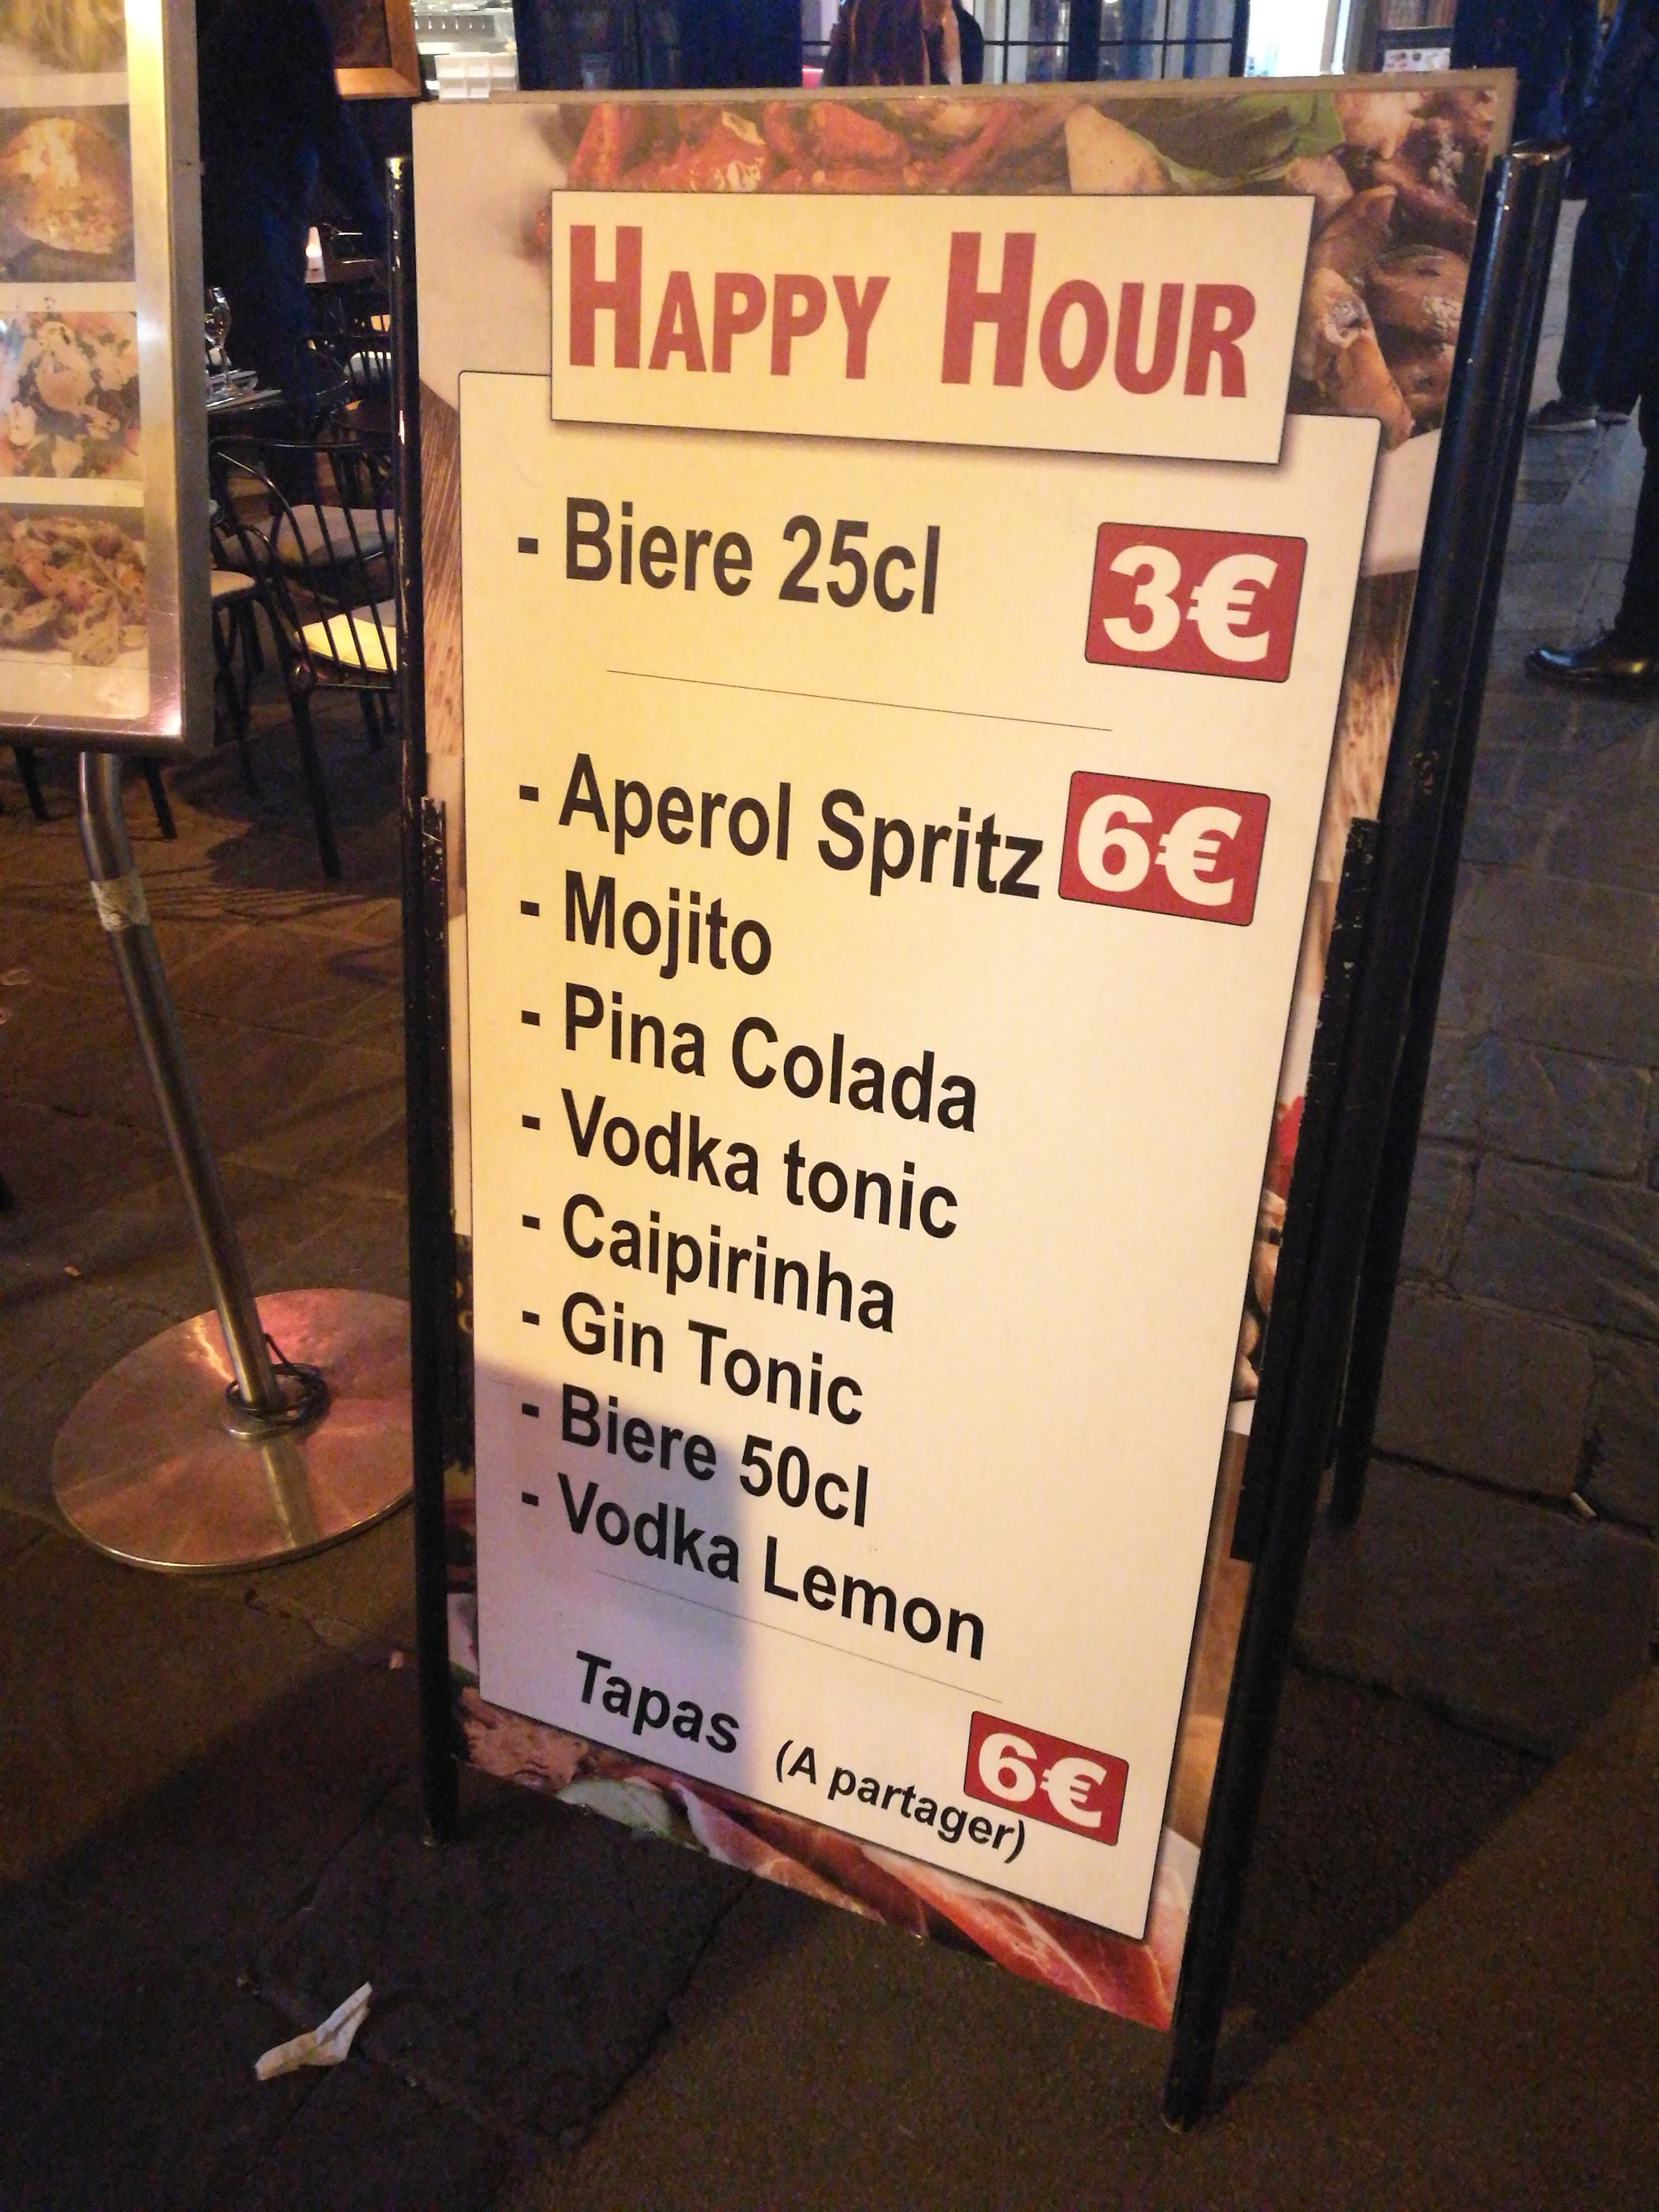 HAPPY HOUR
- Biere 25cl 3€
- Aperol Spritz 6€
- Mojito
- Pina Colada
- Vodka tonic
- Caipirinha
- Gin Tonic
- Biere 50cl
- Vodka Lemon
Tapas (A partager) 6€